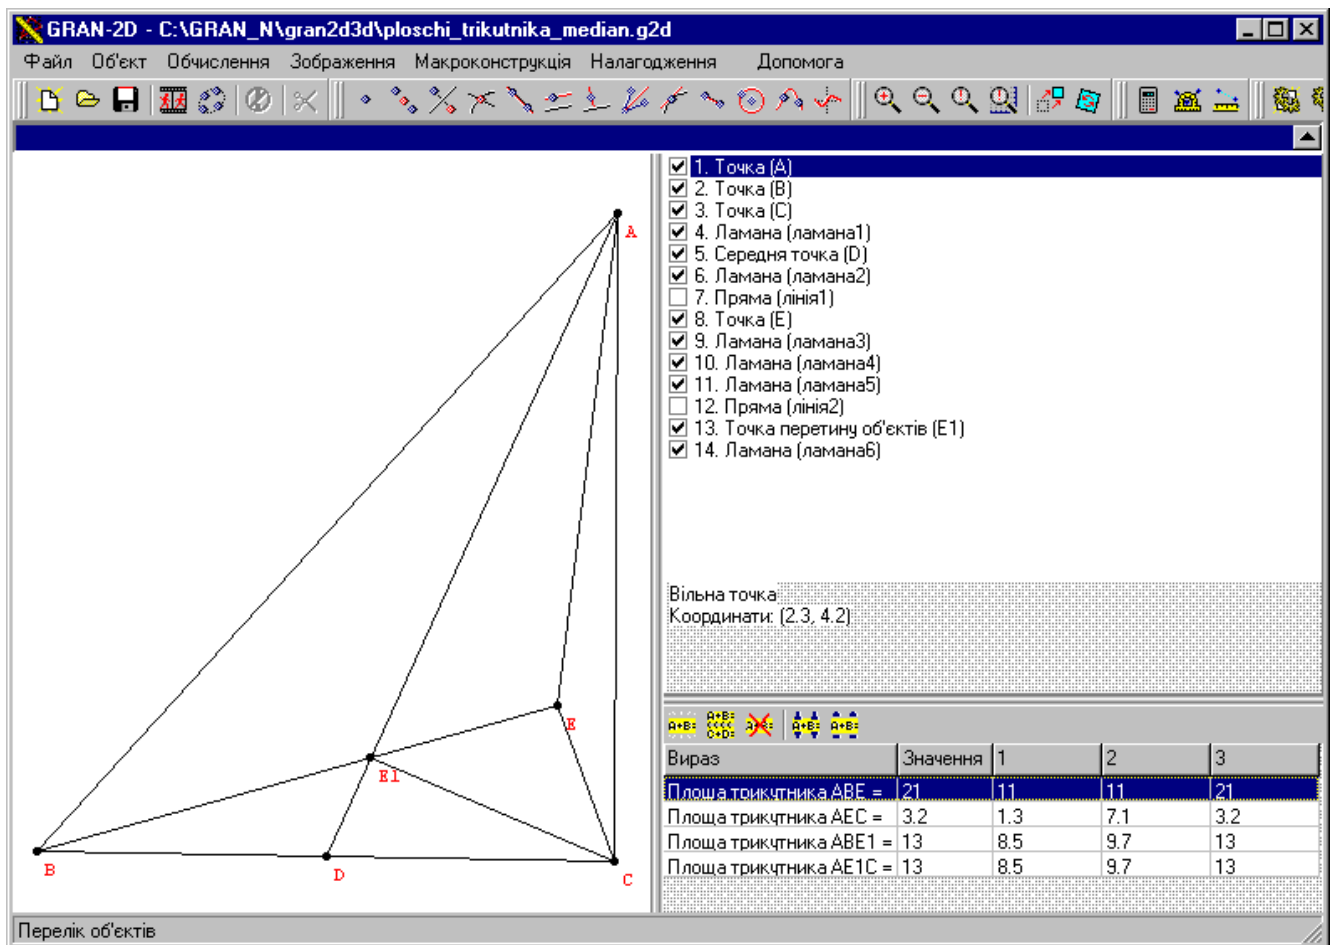 GRAN-2D - C:\GRAN_N\gran2d3d\ploschi_trikutnika_median.g2d
Файл Об'єкт Обчислення Зображення Макроконструкція Налагодження Допомога
1. Точка (A)
2. Точка (B)
3. Точка (C)
4. Ламана (ламана1)
5. Середня точка (D)
6. Ламана (ламана2)
7. Пряма (лінія1)
8. Точка (E)
9. Ламана (ламана3)
10. Ламана (ламана4)
11. Ламана (ламана5)
12. Пряма (лінія2)
13. Точка перетину об'єктів (E1)
14. Ламана (ламана6)
A
E
E1
B
D
C
Вільна точка
Координати: (2.3, 4.2)
A+B= A+B= <<<< C+D= A+B= A+B= A+B=
Вираз Значення 1 2 3
Площа трикутника ABE = 21 11 11 21
Площа трикутника AEC = 3.2 1.3 7.1 3.2
Площа трикутника ABE1 = 13 8.5 9.7 13
Площа трикутника AE1C = 13 8.5 9.7 13
Перелік об'єктів